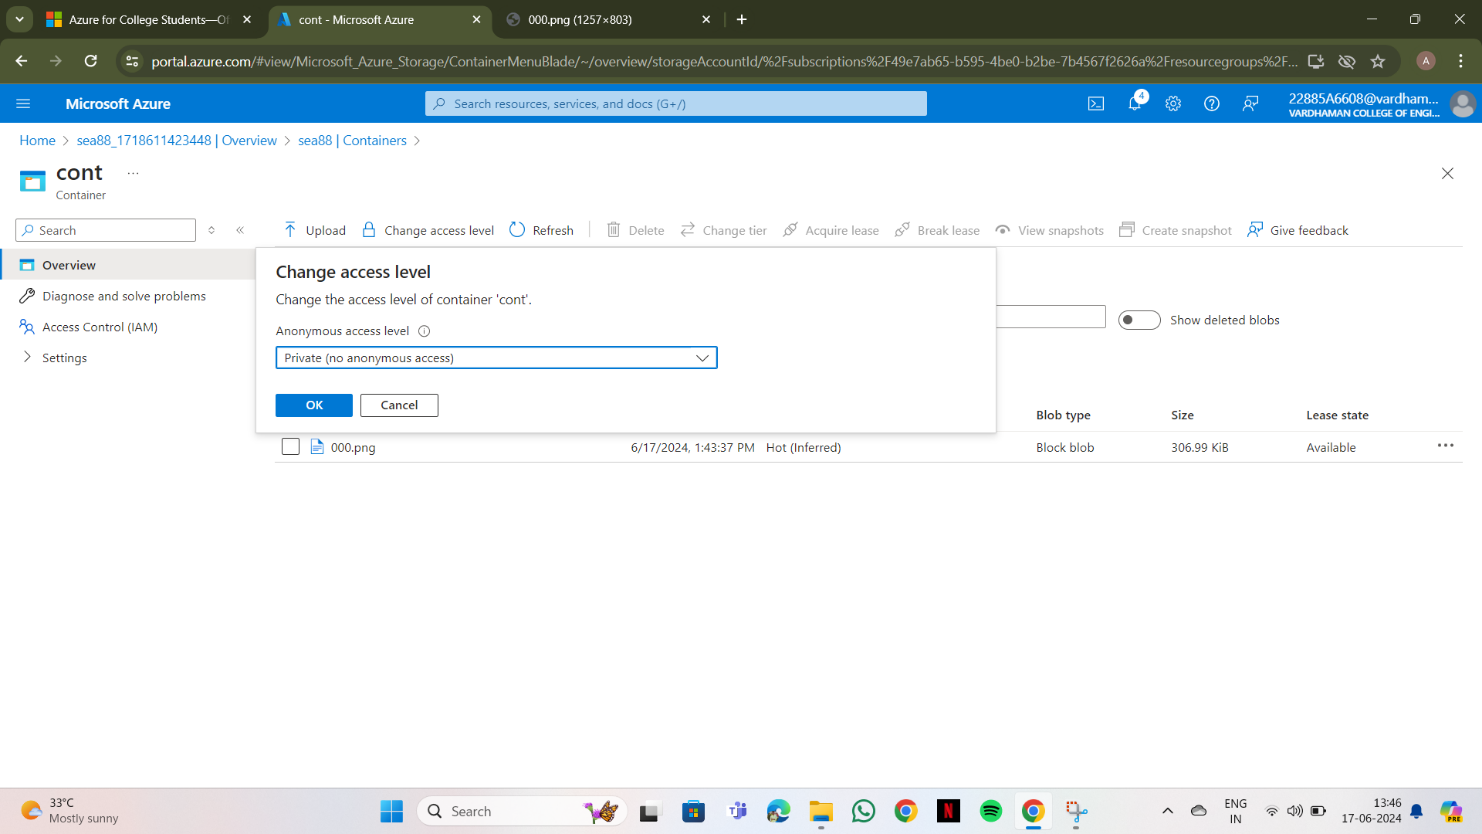 Azure for College Students—Of
cont - Microsoft Azure
000.png (1257×803)
portal.azure.com/#view/Microsoft_Azure_Storage/ContainerMenuBlade/~/overview/storageAccountId/%2Fsubscriptions%2F49e7ab65-b595-4be0-b2be-7b4567f2626a%2Fresourcegroups%2F...
A
Microsoft Azure
Search resources, services, and docs (G+/)
4
22885A6608@vardham...
VARDHAMAN COLLEGE OF ENGI...
Home > sea88_1718611423448 | Overview > sea88 | Containers >
cont ...
Container
Search
Upload Change access level Refresh Delete Change tier Acquire lease Break lease View snapshots Create snapshot Give feedback
Overview
Diagnose and solve problems
Access Control (IAM)
Settings
Change access level
Change the access level of container 'cont'.
Anonymous access level
Private (no anonymous access)
OK Cancel
Show deleted blobs
Blob type Size Lease state
000.png 6/17/2024, 1:43:37 PM Hot (Inferred) Block blob 306.99 KiB Available ...
33°C
Mostly sunny
Search
ENG
IN
13:46
17-06-2024
PRE